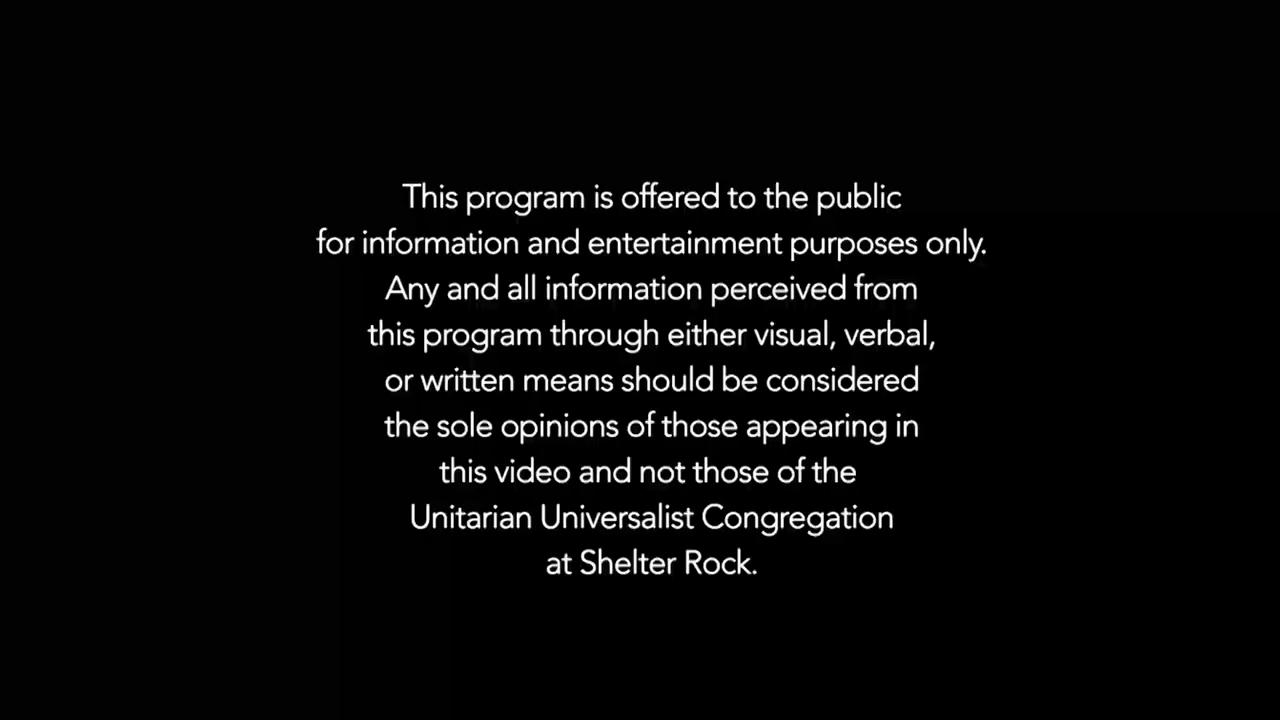 This program is offered to the public
for information and entertainment purposes only.
Any and all information perceived from
this program through either visual, verbal,
or written means should be considered
the sole opinions of those appearing in
this video and not those of the
Unitarian Universalist Congregation
at Shelter Rock.